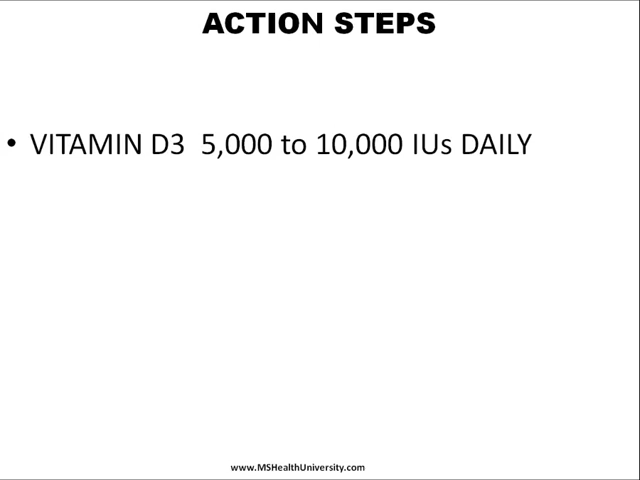 ACTION STEPS
• VITAMIN D3  5,000 to 10,000 IUs DAILY
www.MSHealthUniversity.com